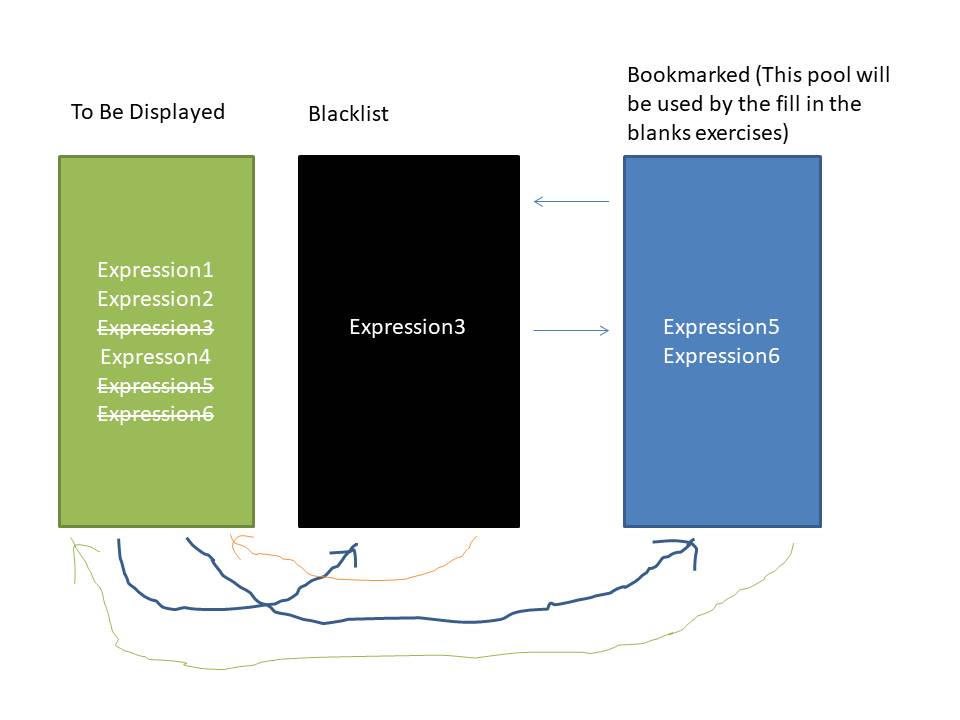 To Be Displayed
Blacklist
Bookmarked (This pool will
be used by the fill in the
blanks exercises)
Expression1
Expression2
Expression3
Expresson4
Expression5
Expression6
Expression3
Expression5
Expression6